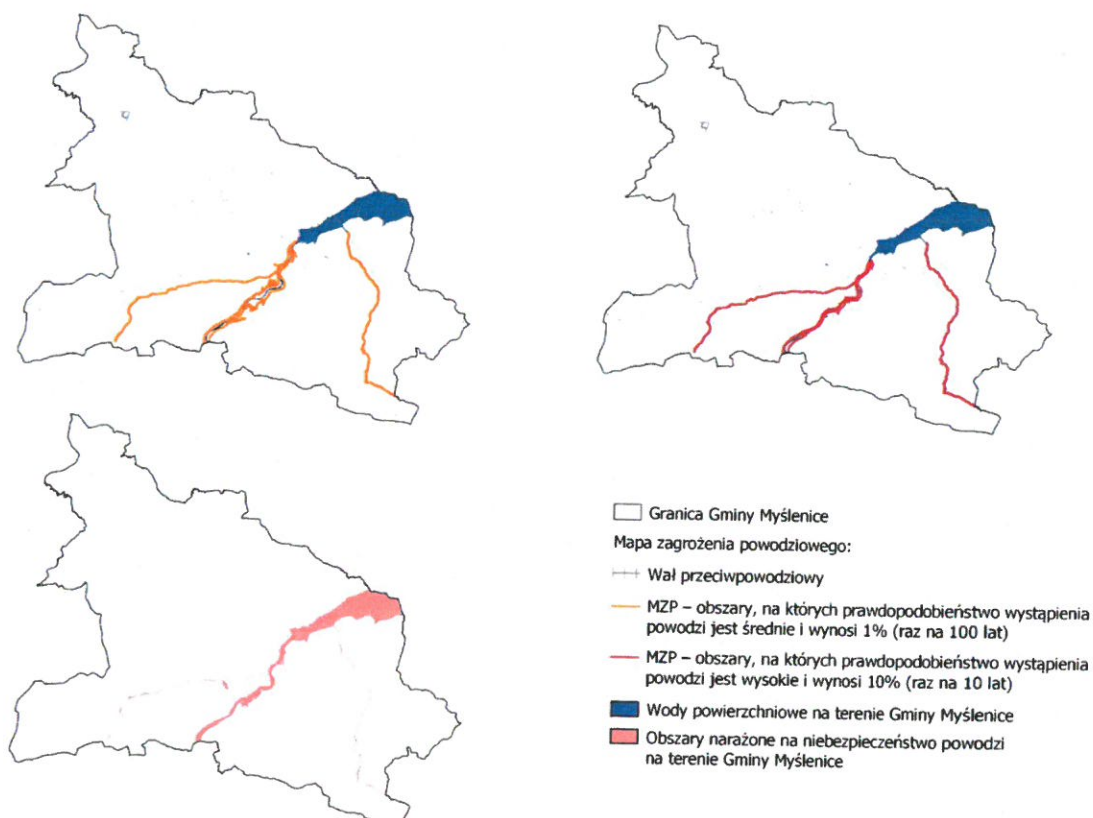 Granica Gminy Myślenice
Mapa zagrożenia powodziowego:
Wał przeciwpowodziowy
MZP – obszary, na których prawdopodobieństwo wystąpienia
powodzi jest średnie i wynosi 1% (raz na 100 lat)
MZP – obszary, na których prawdopodobieństwo wystąpienia
powodzi jest wysokie i wynosi 10% (raz na 10 lat)
Wody powierzchniowe na terenie Gminy Myślenice
Obszary narażone na niebezpieczeństwo powodzi
na terenie Gminy Myślenice